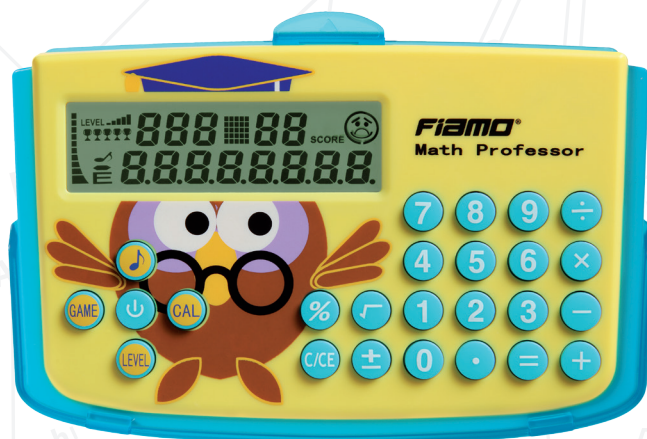 LEVEL 888 88 SCORE
E 8.8.8.8.8.8.8.8.
Fiamo®
Math Professor
7 8 9 ÷
4 5 6 ×
GAME CAL % √ 1 2 3 −
LEVEL C/CE ± 0 · = +